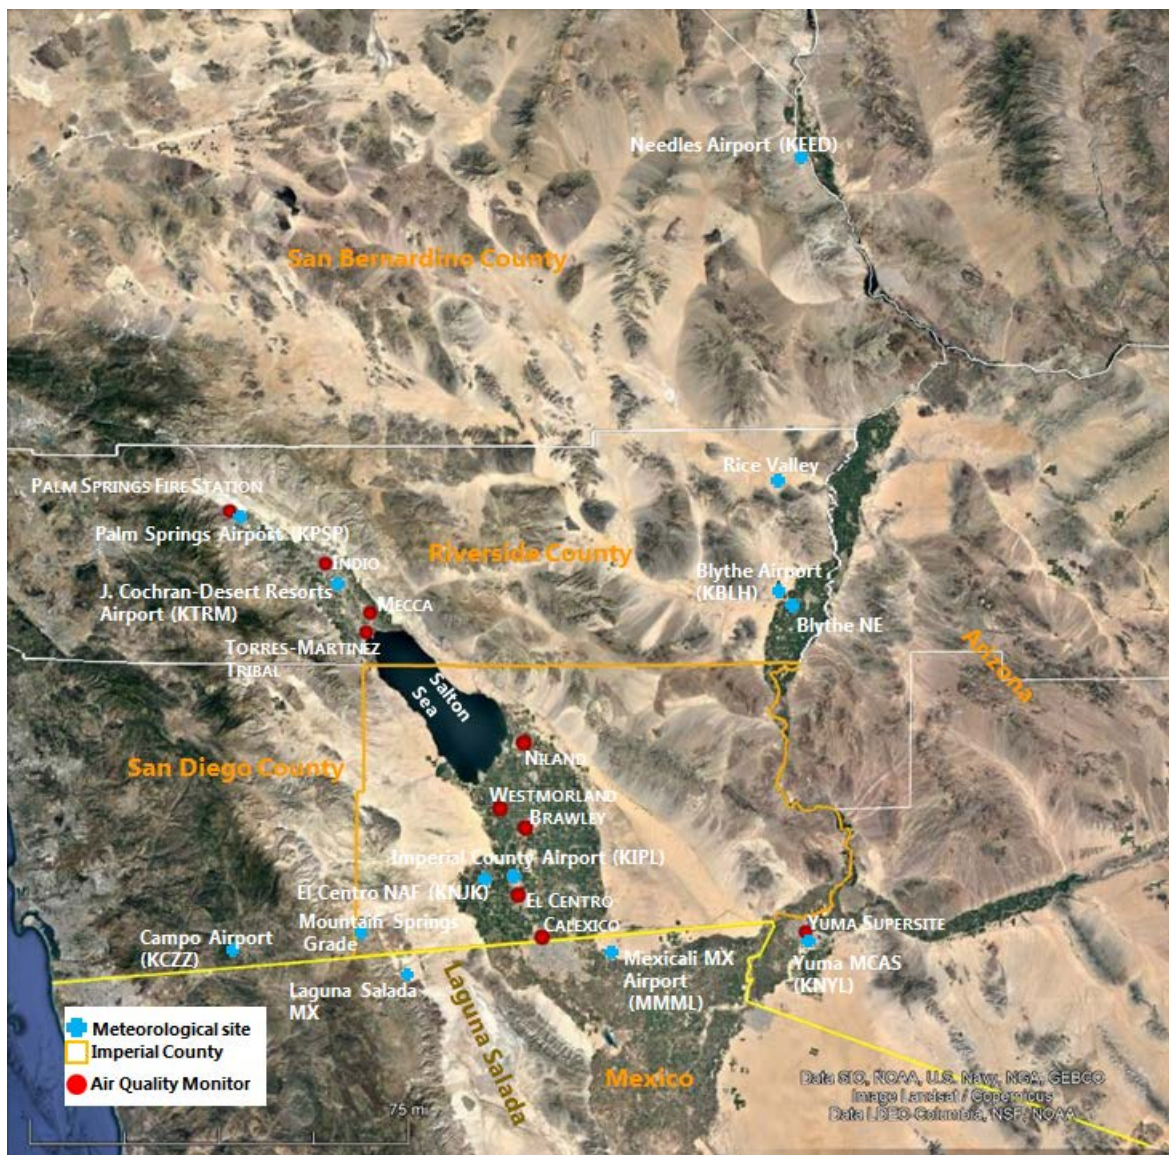 Needles Airport (KEED)
San Bernardino County
Rice Valley
PALM SPRINGS FIRE STATION
Palm Springs Airport (KPSP)
Riverside County
INDIO
Blythe Airport
(KBLH)
J. Cochran-Desert Resorts
Airport (KTRM)
MECCA
Blythe NE
TORRES-MARTINEZ
TRIBAL
Arizona
Salton
Sea
San Diego County
NILAND
WESTMORLAND
BRAWLEY
Imperial County Airport (KIPL)
El Centro NAF (KNJK)
EL CENTRO
Mountain Springs
Grade
CALEXICO
YUMA SUPERSITE
Campo Airport
(KCZZ)
Mexicali MX
Airport
(MMML)
Yuma MCAS
(KNYL)
Laguna Salada
MX
Laguna Salada
Meteorological site
Imperial County
Air Quality Monitor
Mexico
75 m
Data SIO, NOAA, U.S. Navy, NGA, GEBCO
Image Landsat / Copernicus
Data LDEO-Columbia, NSF, NOAA